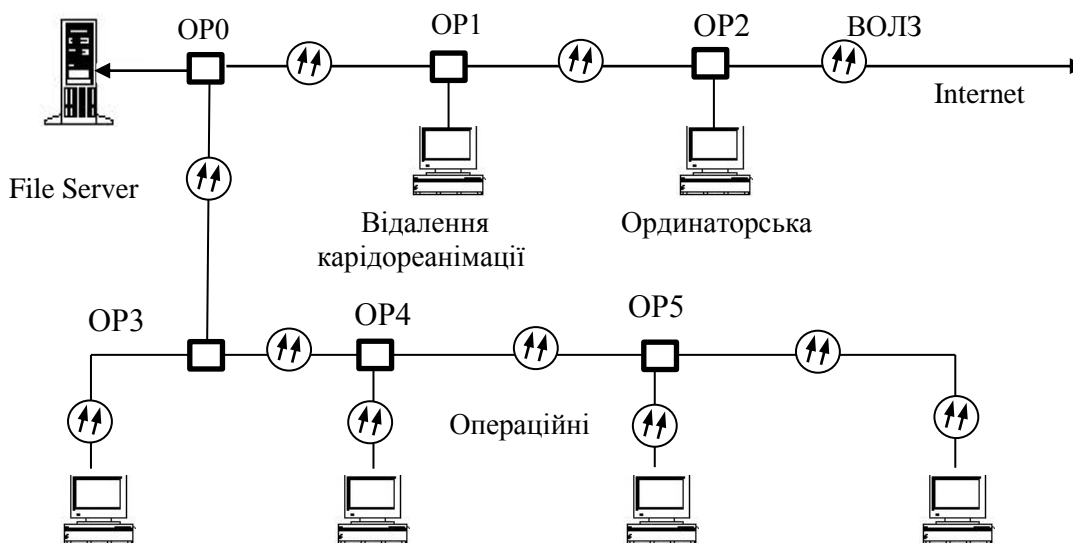 OP0
OP1
OP2
ВОЛЗ
Internet
File Server
Відалення
карідореанімації
Ординаторська
OP3
OP4
OP5
Операційні